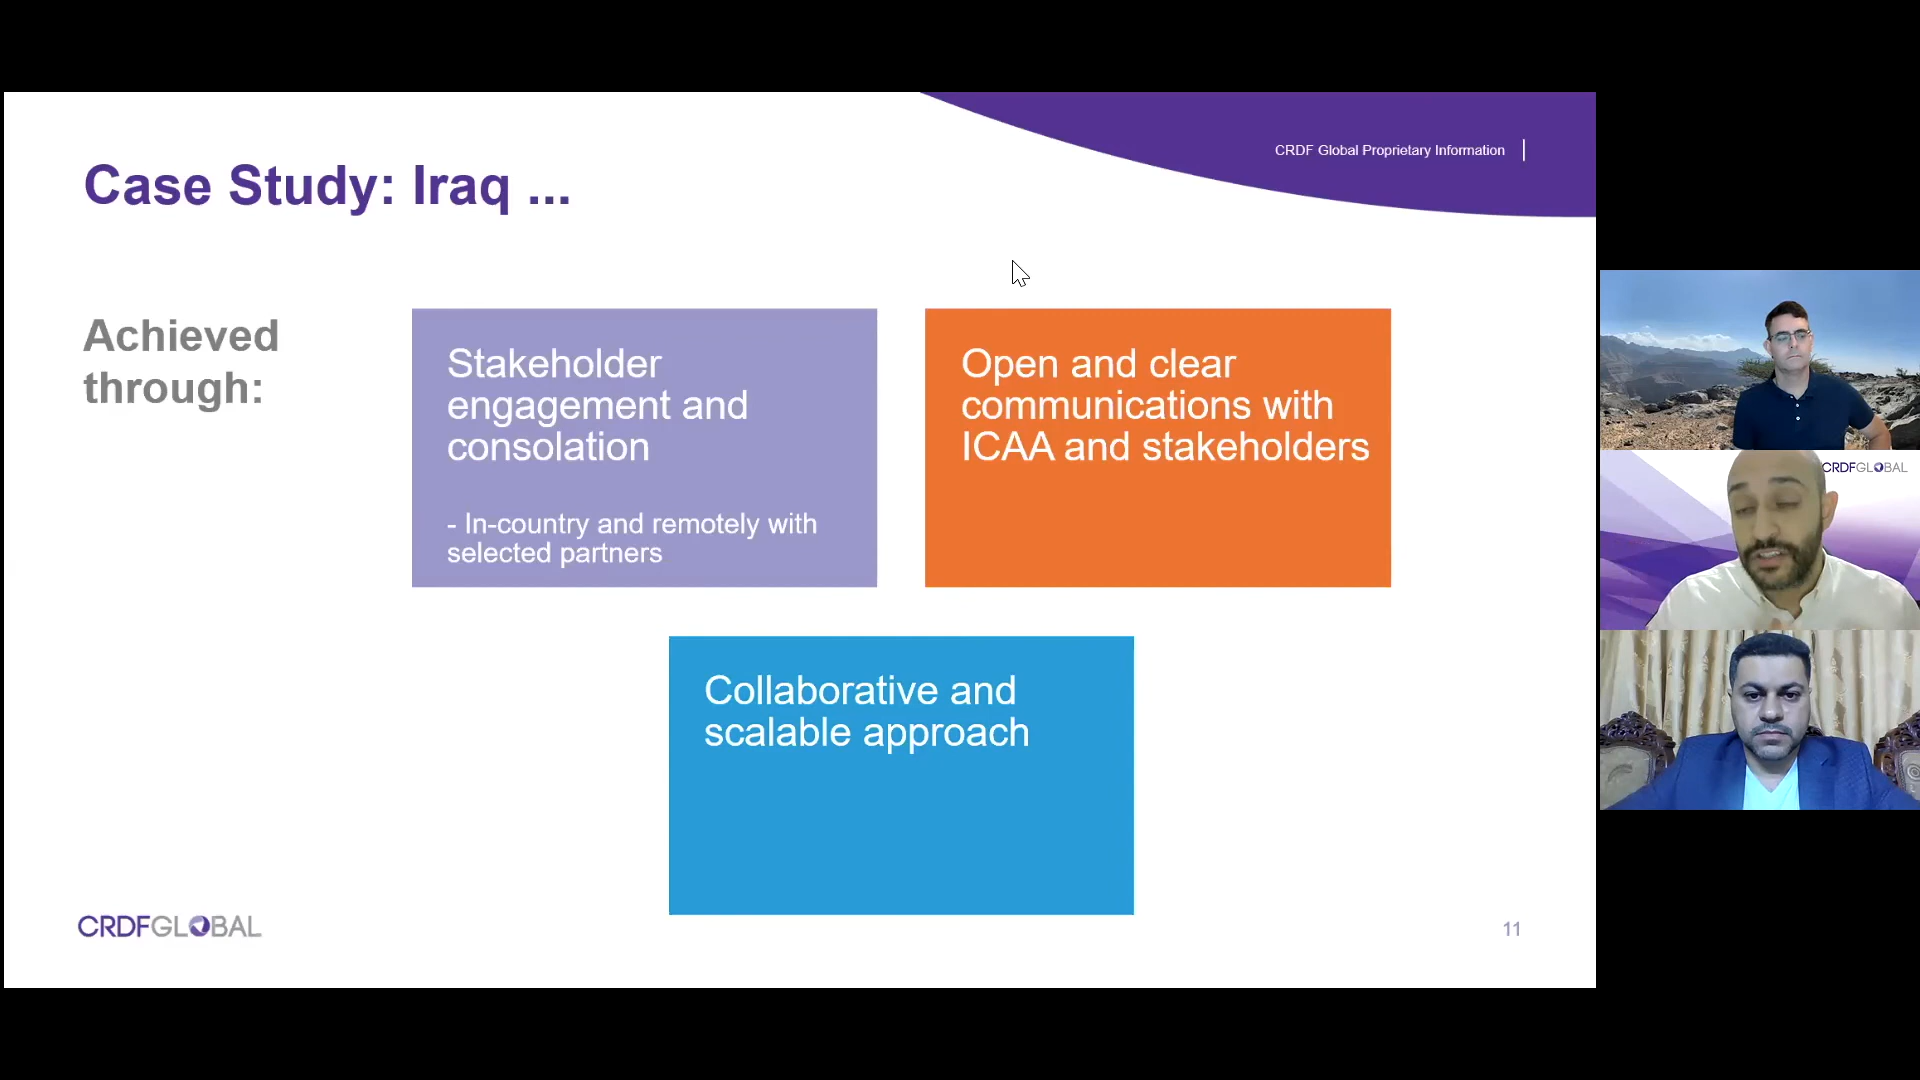 CRDF Global Proprietary Information
Case Study: Iraq ...
Achieved
through:
Stakeholder
engagement and
consolation
- In-country and remotely with
selected partners
Open and clear
communications with
ICAA and stakeholders
Collaborative and
scalable approach
CRDFGLOBAL
11
CRDFGLOBAL